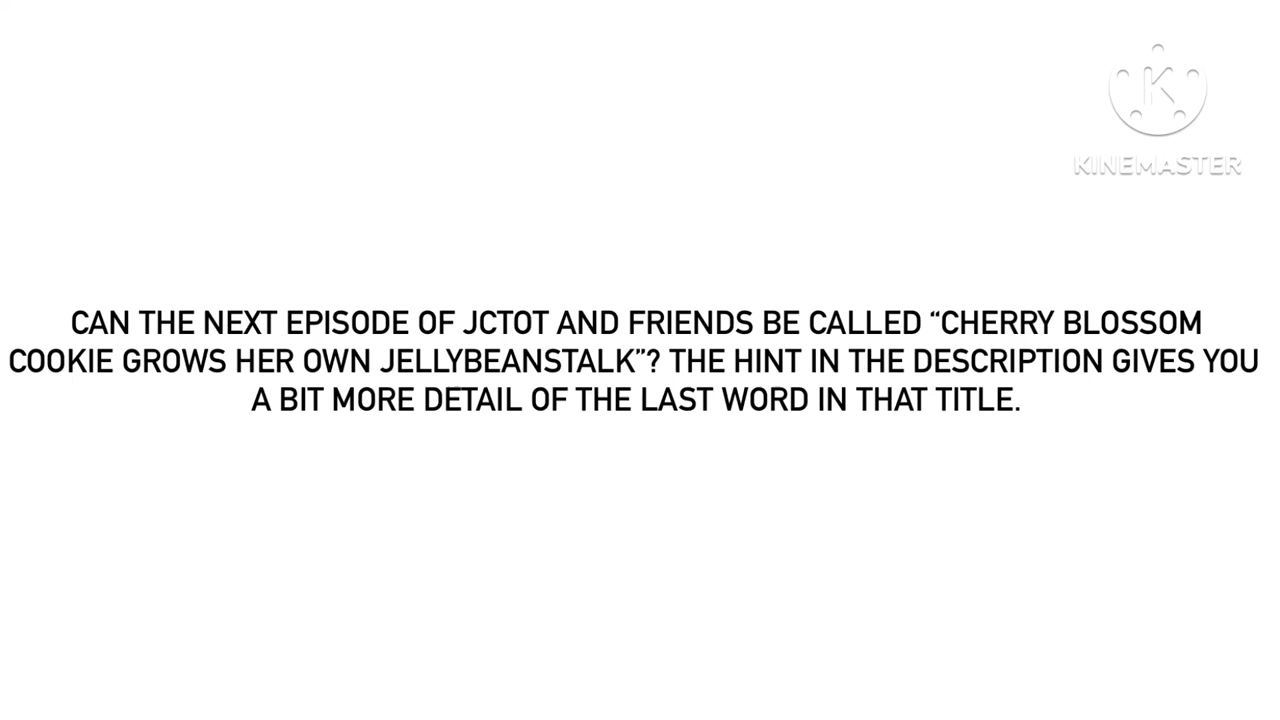 KINEMASTER
CAN THE NEXT EPISODE OF JCTOT AND FRIENDS BE CALLED “CHERRY BLOSSOM
COOKIE GROWS HER OWN JELLYBEANSTALK”? THE HINT IN THE DESCRIPTION GIVES YOU
A BIT MORE DETAIL OF THE LAST WORD IN THAT TITLE.